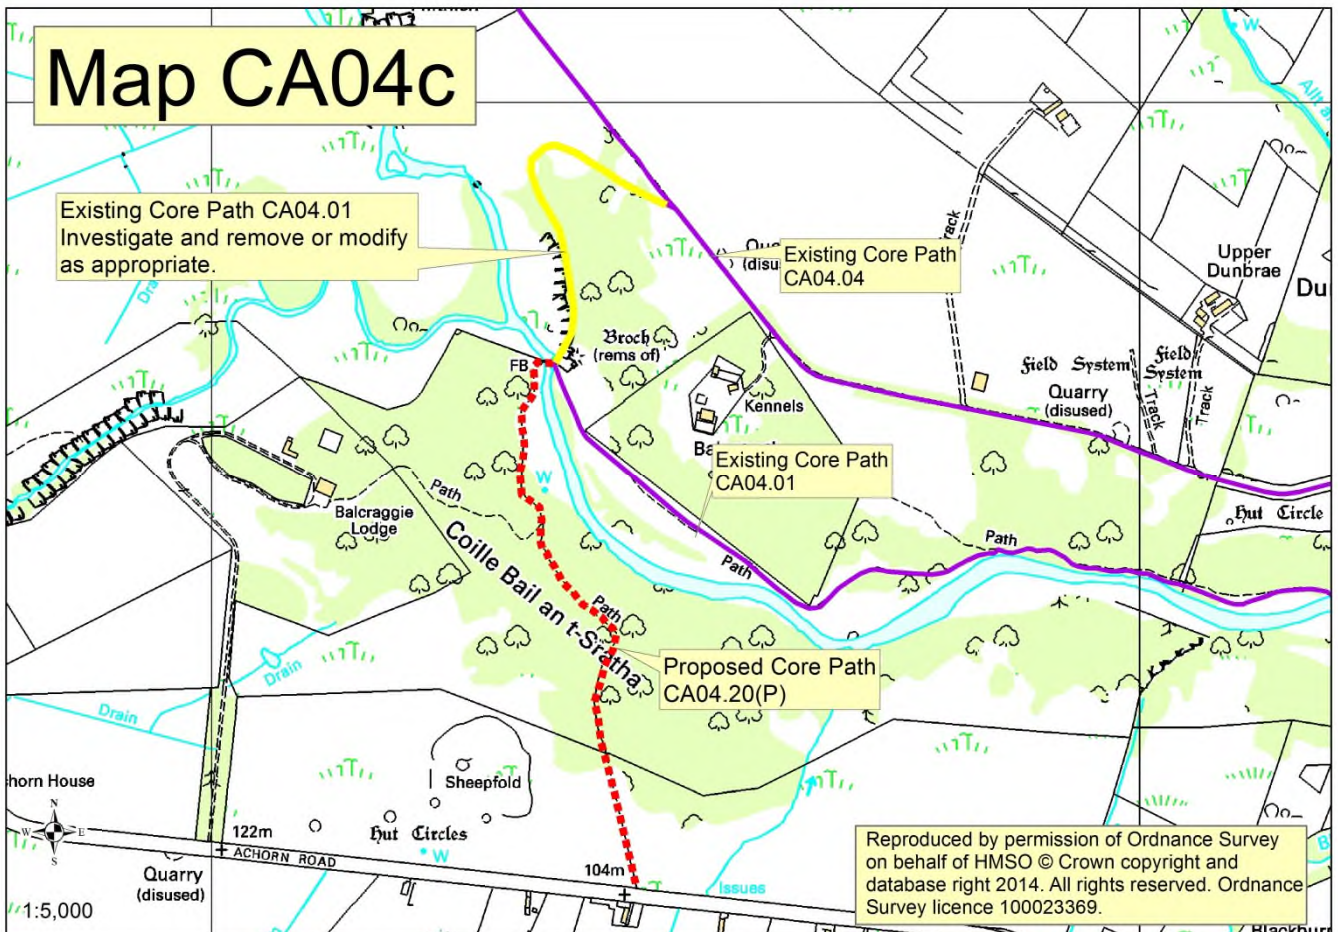 Map CA04c
W
Existing Core Path CA04.01
Investigate and remove or modify
as appropriate.
Existing Core Path
CA04.04
Track
Upper
Dunbrae
Broch
(rems of)
FB
Kennels
Field System
Field
System
Quarry
(disused)
Track
Track
Existing Core Path
CA04.01
W
Path
Balcraggie
Lodge
Hut Circle
Path
Path
Coille Bail an t-Sratha
Path
Proposed Core Path
CA04.20(P)
Drain
Drain
Sheepfold
N
W E
S
122m
ACHORN ROAD
Hut Circles
W
104m
Quarry
(disused)
Issues
1:5,000
Reproduced by permission of Ordnance Survey
on behalf of HMSO © Crown copyright and
database right 2014. All rights reserved. Ordnance
Survey licence 100023369.